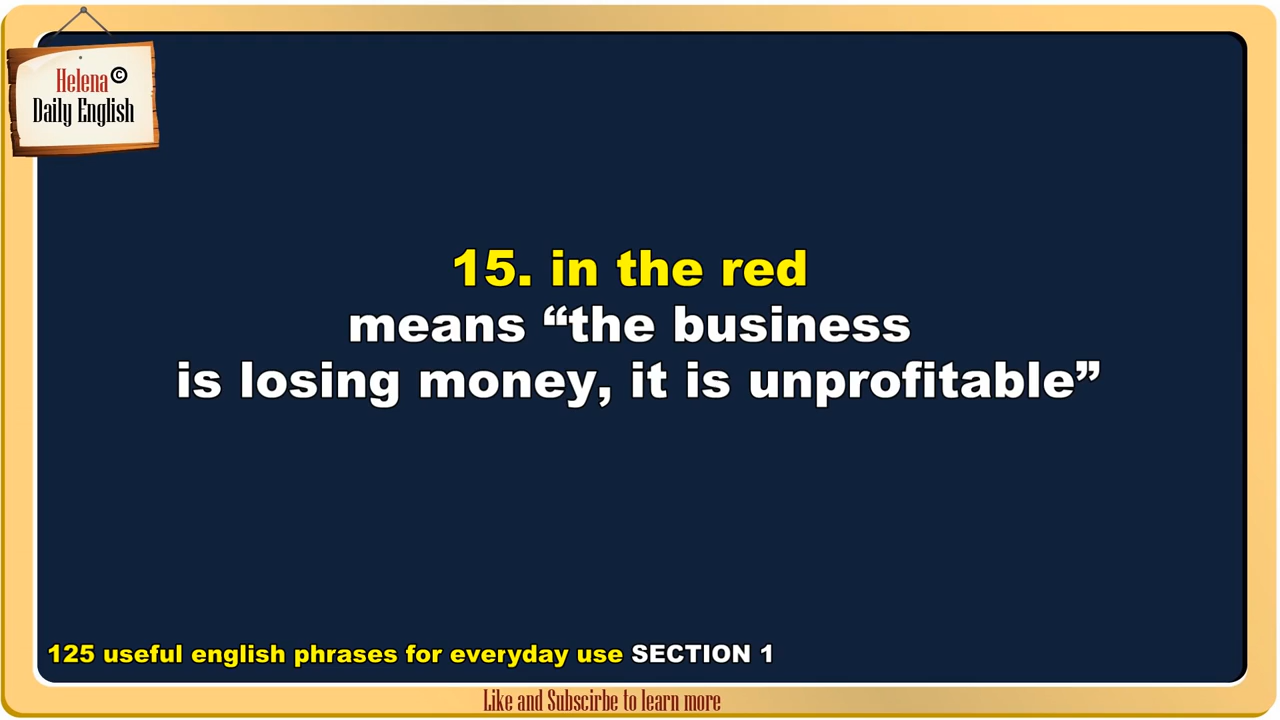 Helena©
Daily English
15. in the red
means “the business
is losing money, it is unprofitable”
125 useful english phrases for everyday use SECTION 1
Like and Subscirbe to learn more